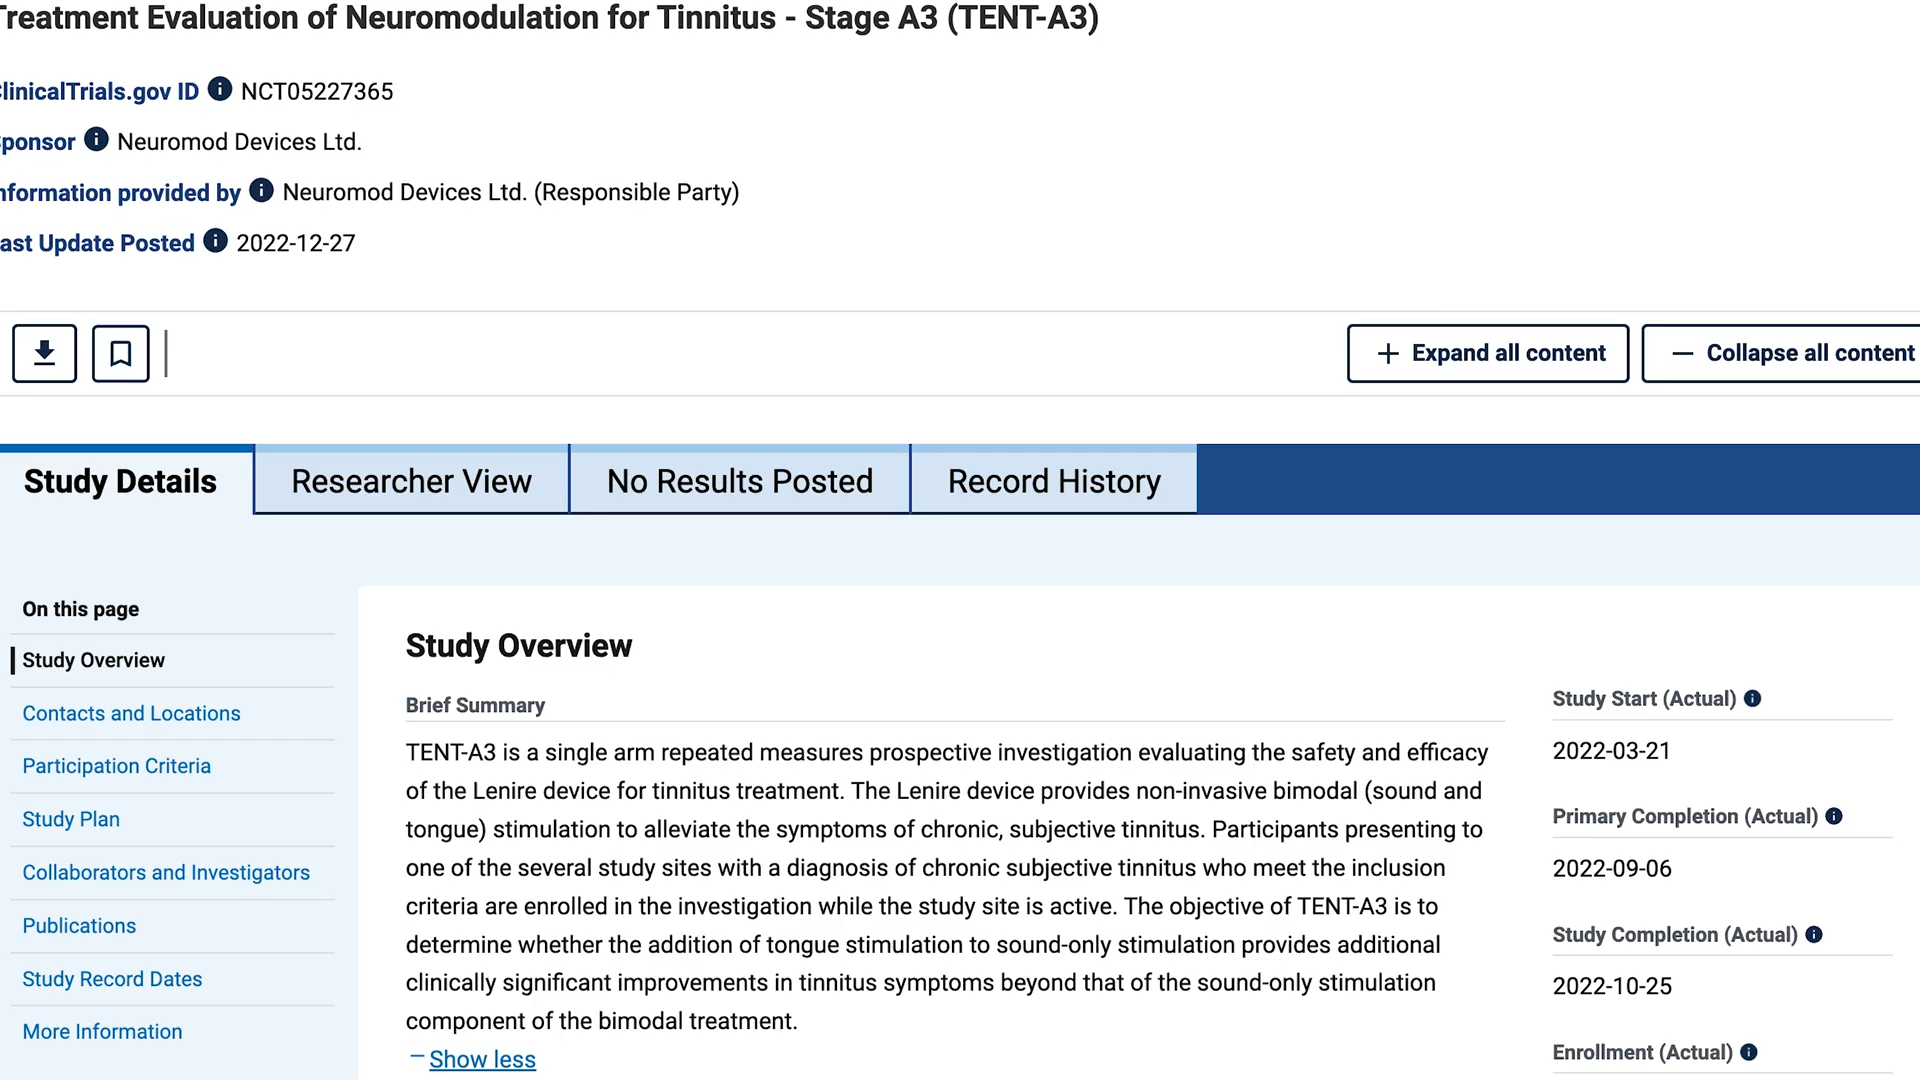 Treatment Evaluation of Neuromodulation for Tinnitus - Stage A3 (TENT-A3)
ClinicalTrials.gov ID NCT05227365
Sponsor Neuromod Devices Ltd.
Information provided by Neuromod Devices Ltd. (Responsible Party)
Last Update Posted 2022-12-27
+ Expand all content
− Collapse all content
Study Details
Researcher View
No Results Posted
Record History
On this page
Study Overview
Contacts and Locations
Participation Criteria
Study Plan
Collaborators and Investigators
Publications
Study Record Dates
More Information
Study Overview
Brief Summary
TENT-A3 is a single arm repeated measures prospective investigation evaluating the safety and efficacy
of the Lenire device for tinnitus treatment. The Lenire device provides non-invasive bimodal (sound and
tongue) stimulation to alleviate the symptoms of chronic, subjective tinnitus. Participants presenting to
one of the several study sites with a diagnosis of chronic subjective tinnitus who meet the inclusion
criteria are enrolled in the investigation while the study site is active. The objective of TENT-A3 is to
determine whether the addition of tongue stimulation to sound-only stimulation provides additional
clinically significant improvements in tinnitus symptoms beyond that of the sound-only stimulation
component of the bimodal treatment.
− Show less
Study Start (Actual)
2022-03-21
Primary Completion (Actual)
2022-09-06
Study Completion (Actual)
2022-10-25
Enrollment (Actual)